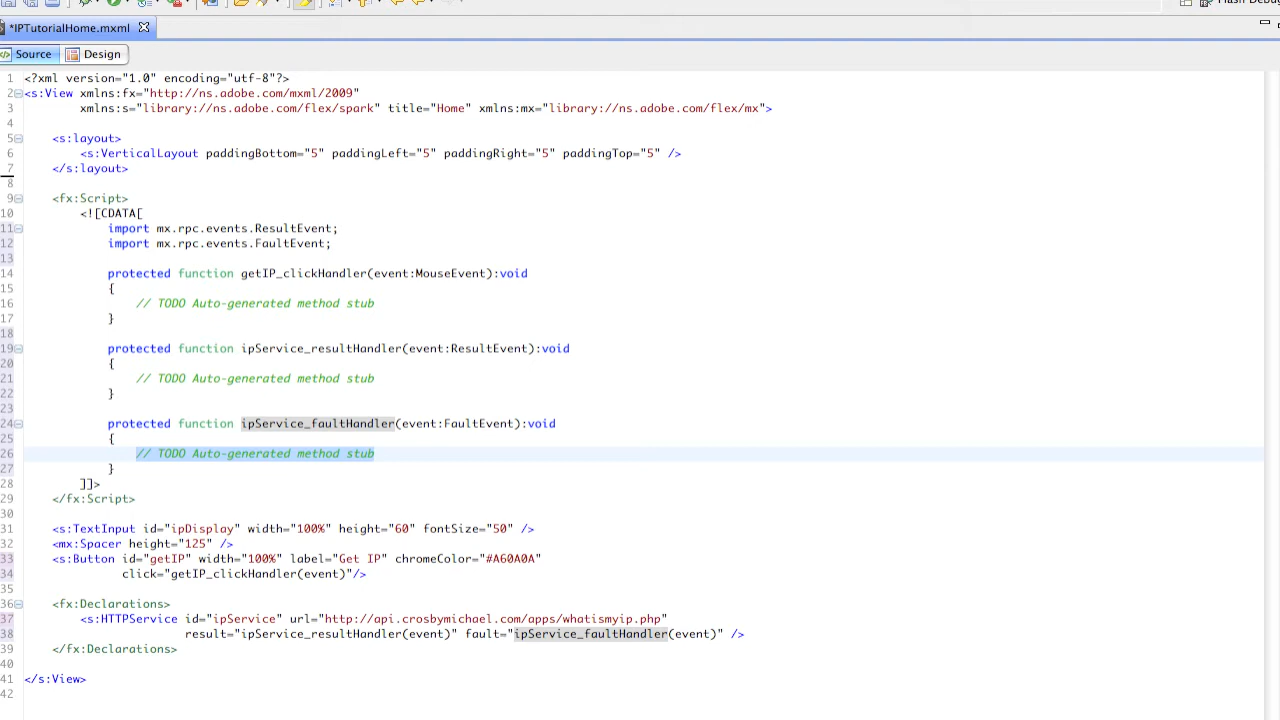 *IPTutorialHome.mxml
Source Design
1 <?xml version="1.0" encoding="utf-8"?>
2 <s:View xmlns:fx="http://ns.adobe.com/mxml/2009"
3 xmlns:s="library://ns.adobe.com/flex/spark" title="Home" xmlns:mx="library://ns.adobe.com/flex/mx">
4
5 <s:layout>
6 <s:VerticalLayout paddingBottom="5" paddingLeft="5" paddingRight="5" paddingTop="5" />
7 </s:layout>
8
9 <fx:Script>
10 <![CDATA[
11 import mx.rpc.events.ResultEvent;
12 import mx.rpc.events.FaultEvent;
13
14 protected function getIP_clickHandler(event:MouseEvent):void
15 {
16 // TODO Auto-generated method stub
17 }
18
19 protected function ipService_resultHandler(event:ResultEvent):void
20 {
21 // TODO Auto-generated method stub
22 }
23
24 protected function ipService_faultHandler(event:FaultEvent):void
25 {
26 // TODO Auto-generated method stub
27 }
28 ]]>
29 </fx:Script>
30
31 <s:TextInput id="ipDisplay" width="100%" height="60" fontSize="50" />
32 <mx:Spacer height="125" />
33 <s:Button id="getIP" width="100%" label="Get IP" chromeColor="#A60A0A"
34 click="getIP_clickHandler(event)"/>
35
36 <fx:Declarations>
37 <s:HTTPService id="ipService" url="http://api.crosbymichael.com/apps/whatismyip.php"
38 result="ipService_resultHandler(event)" fault="ipService_faultHandler(event)" />
39 </fx:Declarations>
40
41 </s:View>
42